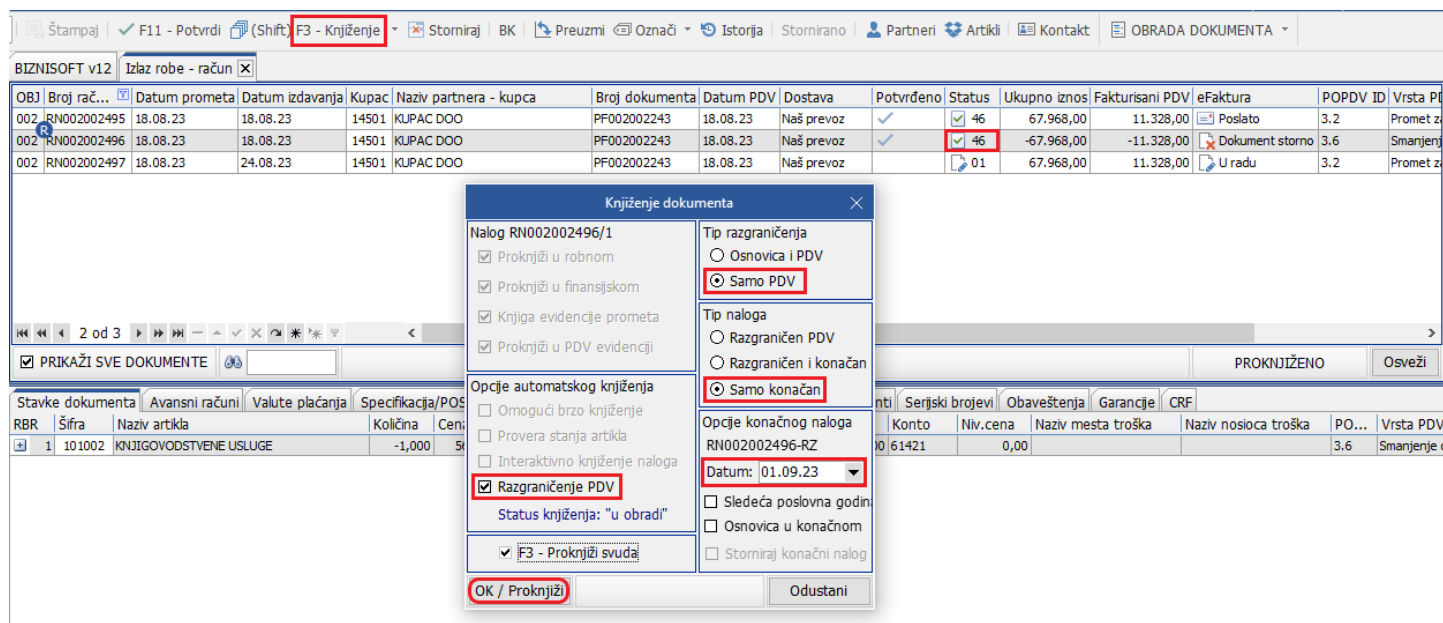 Štampaj F11 - Potvrdi (Shift) F3 - Knjiženje Storniraj BK Preuzmi Označi Istorija Stornirano Partneri Artikli Kontakt OBRADA DOKUMENTA
BIZNISOFT v12 Izlaz robe - račun
OBJ Broj rač... Datum prometa Datum izdavanja Kupac Naziv partnera - kupca Broj dokumenta Datum PDV Dostava Potvrđeno Status Ukupno iznos Fakturisani PDV eFaktura POPDV ID Vrsta
002 RN002002495 18.08.23 18.08.23 14501 KUPAC DOO PF002002243 18.08.23 Naš prevoz 46 67.968,00 11.328,00 Poslato 3.2 Promet
R
002 RN002002496 18.08.23 18.08.23 14501 KUPAC DOO PF002002243 18.08.23 Naš prevoz 46 -67.968,00 -11.328,00 Dokument storno 3.6 Smanjenj
002 RN002002497 18.08.23 24.08.23 14501 KUPAC DOO PF002002243 18.08.23 Naš prevoz 01 67.968,00 11.328,00 U radu 3.2 Promet
Knjiženje dokumenta
Nalog RN002002496/1
Proknjiži u robnom
Proknjiži u finansijskom
Knjiga evidencije prometa
Proknjiži u PDV evidenciji
Opcije automatskog knjiženja
Omogući brzo knjiženje
Provera stanja artikla
Interaktivno knjiženje naloga
Razgraničenje PDV
Status knjiženja: "u obradi"
F3 - Proknjiži svuda
OK / Proknjiži
Tip razgraničenja
Osnovica i PDV
Samo PDV
Tip naloga
Razgraničen PDV
Razgraničen i konačan
Samo konačan
Opcije konačnog naloga
RN002002496-RZ
Datum: 01.09.23
Sledeća poslovna godin
Osnovica u konačnom
Storniraj konačni nalog
Odustani
2 od 3
PRIKAŽI SVE DOKUMENTE PROKNJIŽENO Osveži
Stavke dokumenta Avansni računi Valute plaćanja Specifikacija/POS nti Serijski brojevi Obaveštenja Garancije CRF
RBR Šifra Naziv artikla Količina Cena Konto Niv.cena Naziv mesta troška Naziv nosioca troška PO... Vrsta PDV
1 101002 KNJIGOVODSTVENE USLUGE -1,000 61421 0,00 3.6 Smanjenje